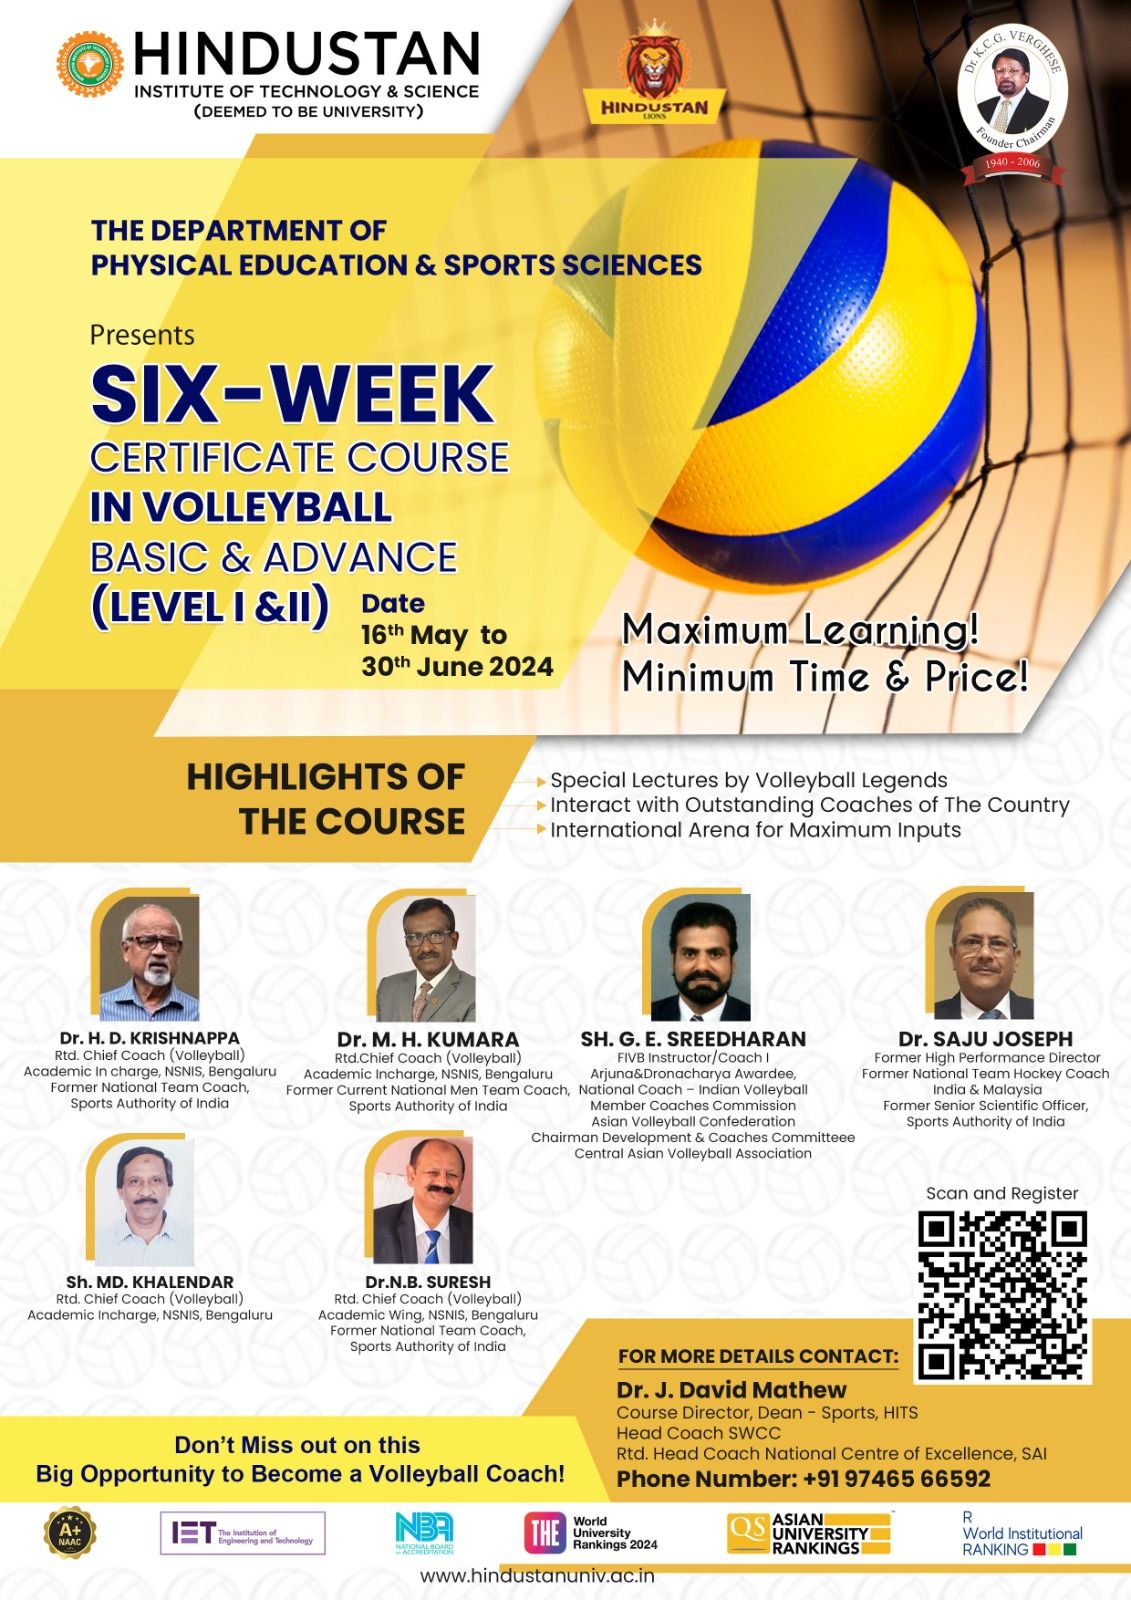 HINDUSTAN
INSTITUTE OF TECHNOLOGY & SCIENCE
(DEEMED TO BE UNIVERSITY)
HINDUSTAN
LIONS
Dr. K.C.G. VERGHESE
Founder Chairman
1940 - 2006
THE DEPARTMENT OF
PHYSICAL EDUCATION & SPORTS SCIENCES
Presents
SIX-WEEK
CERTIFICATE COURSE
IN VOLLEYBALL
BASIC & ADVANCE
(LEVEL I &II)
Date
16th May to
30th June 2024
Maximum Learning!
Minimum Time & Price!
HIGHLIGHTS OF
THE COURSE
Special Lectures by Volleyball Legends
Interact with Outstanding Coaches of The Country
International Arena for Maximum Inputs
Dr. H. D. KRISHNAPPA
Rtd. Chief Coach (Volleyball)
Academic In charge, NSNIS, Bengaluru
Former National Team Coach,
Sports Authority of India
Dr. M. H. KUMARA
Rtd.Chief Coach (Volleyball)
Academic Incharge, NSNIS, Bengaluru
Former Current National Men Team Coach,
Sports Authority of India
SH. G. E. SREEDHARAN
FIVB Instructor/Coach I
Arjuna&Dronacharya Awardee,
National Coach – Indian Volleyball
Member Coaches Commission
Asian Volleyball Confederation
Chairman Development & Coaches Committeee
Central Asian Volleyball Association
Dr. SAJU JOSEPH
Former High Performance Director
Former National Team Hockey Coach
India & Malaysia
Former Senior Scientific Officer,
Sports Authority of India
Sh. MD. KHALENDAR
Rtd. Chief Coach (Volleyball)
Academic Incharge, NSNIS, Bengaluru
Dr.N.B. SURESH
Rtd. Chief Coach (Volleyball)
Academic Wing, NSNIS, Bengaluru
Former National Team Coach,
Sports Authority of India
Scan and Register
FOR MORE DETAILS CONTACT:
Dr. J. David Mathew
Course Director, Dean - Sports, HITS
Head Coach SWCC
Rtd. Head Coach National Centre of Excellence, SAI
Phone Number: +91 97465 66592
Don't Miss out on this
Big Opportunity to Become a Volleyball Coach!
A+
NAAC
IET The Institution of
Engineering and Technology
NBA
NATIONAL BOARD
of ACCREDITATION
THE World
University
Rankings 2024
QS ASIAN
UNIVERSITY
RANKINGS
R
World Institutional
RANKING
www.hindustanuniv.ac.in